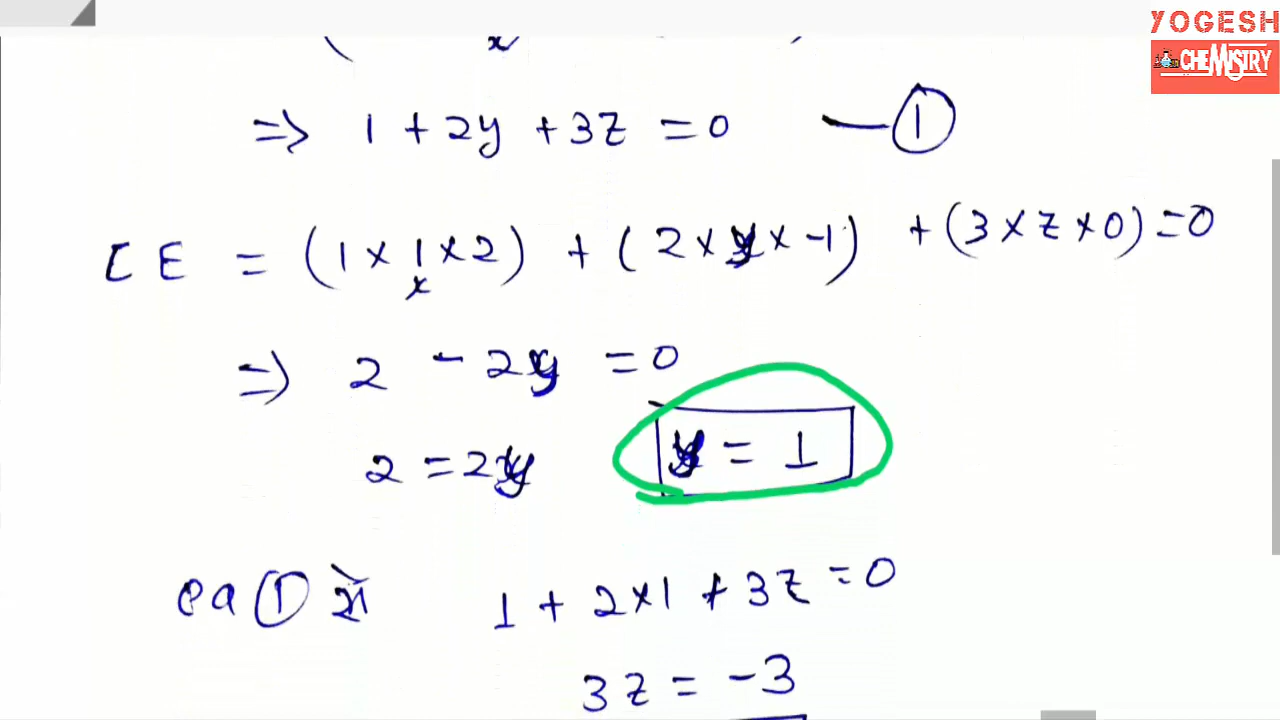 YOGESH
CHEMISTRY
x
=> 1 + 2y + 3z = 0 — ①
CE = (1 × 1 × 2) + (2 × y × -1) + (3 × z × 0) = 0
x
=> 2 - 2y = 0
2 = 2y y = 1
① में 1 + 2×1 + 3z = 0
3z = -3